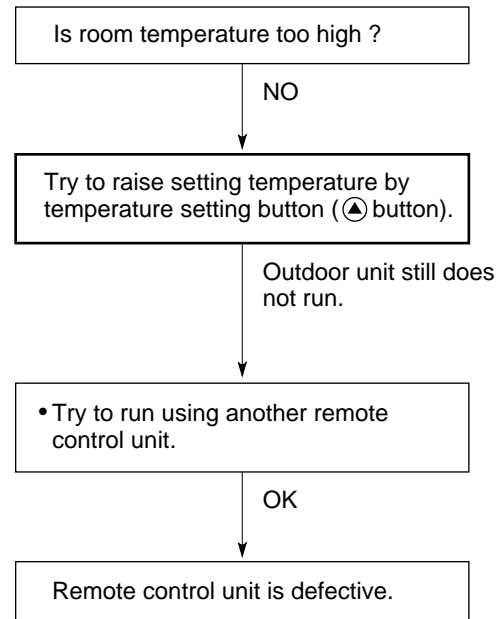 Is room temperature too high ?
NO
Try to raise setting temperature by
temperature setting button ( ▲ button).
Outdoor unit still does
not run.
• Try to run using another remote
control unit.
OK
Remote control unit is defective.